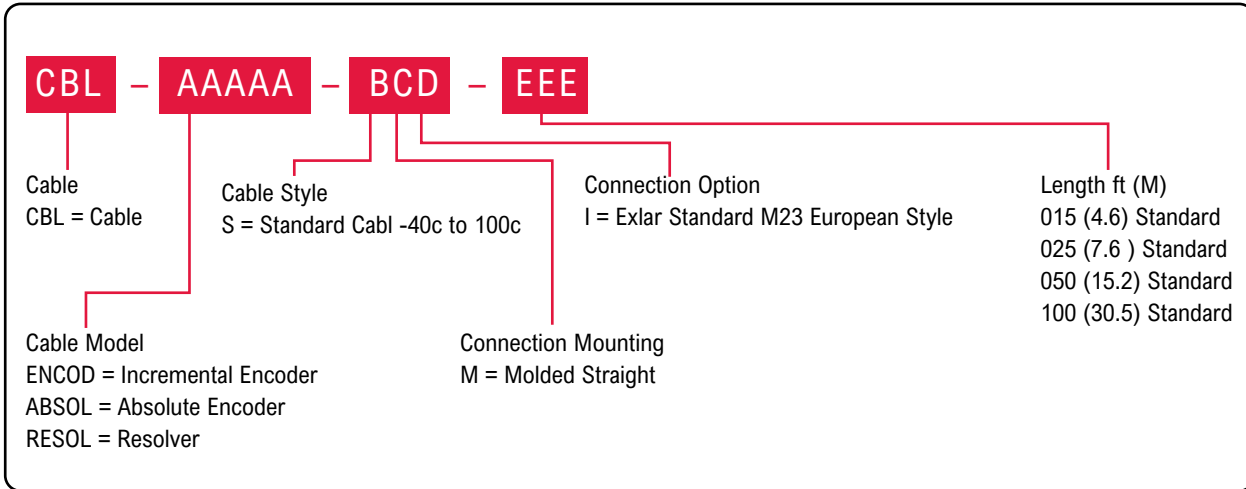 CBL – AAAAA – BCD – EEE
Cable
CBL = Cable
Cable Style
S = Standard Cabl -40c to 100c
Connection Option
I = Exlar Standard M23 European Style
Length ft (M)
015 (4.6) Standard
025 (7.6 ) Standard
050 (15.2) Standard
100 (30.5) Standard
Cable Model
ENCOD = Incremental Encoder
ABSOL = Absolute Encoder
RESOL = Resolver
Connection Mounting
M = Molded Straight